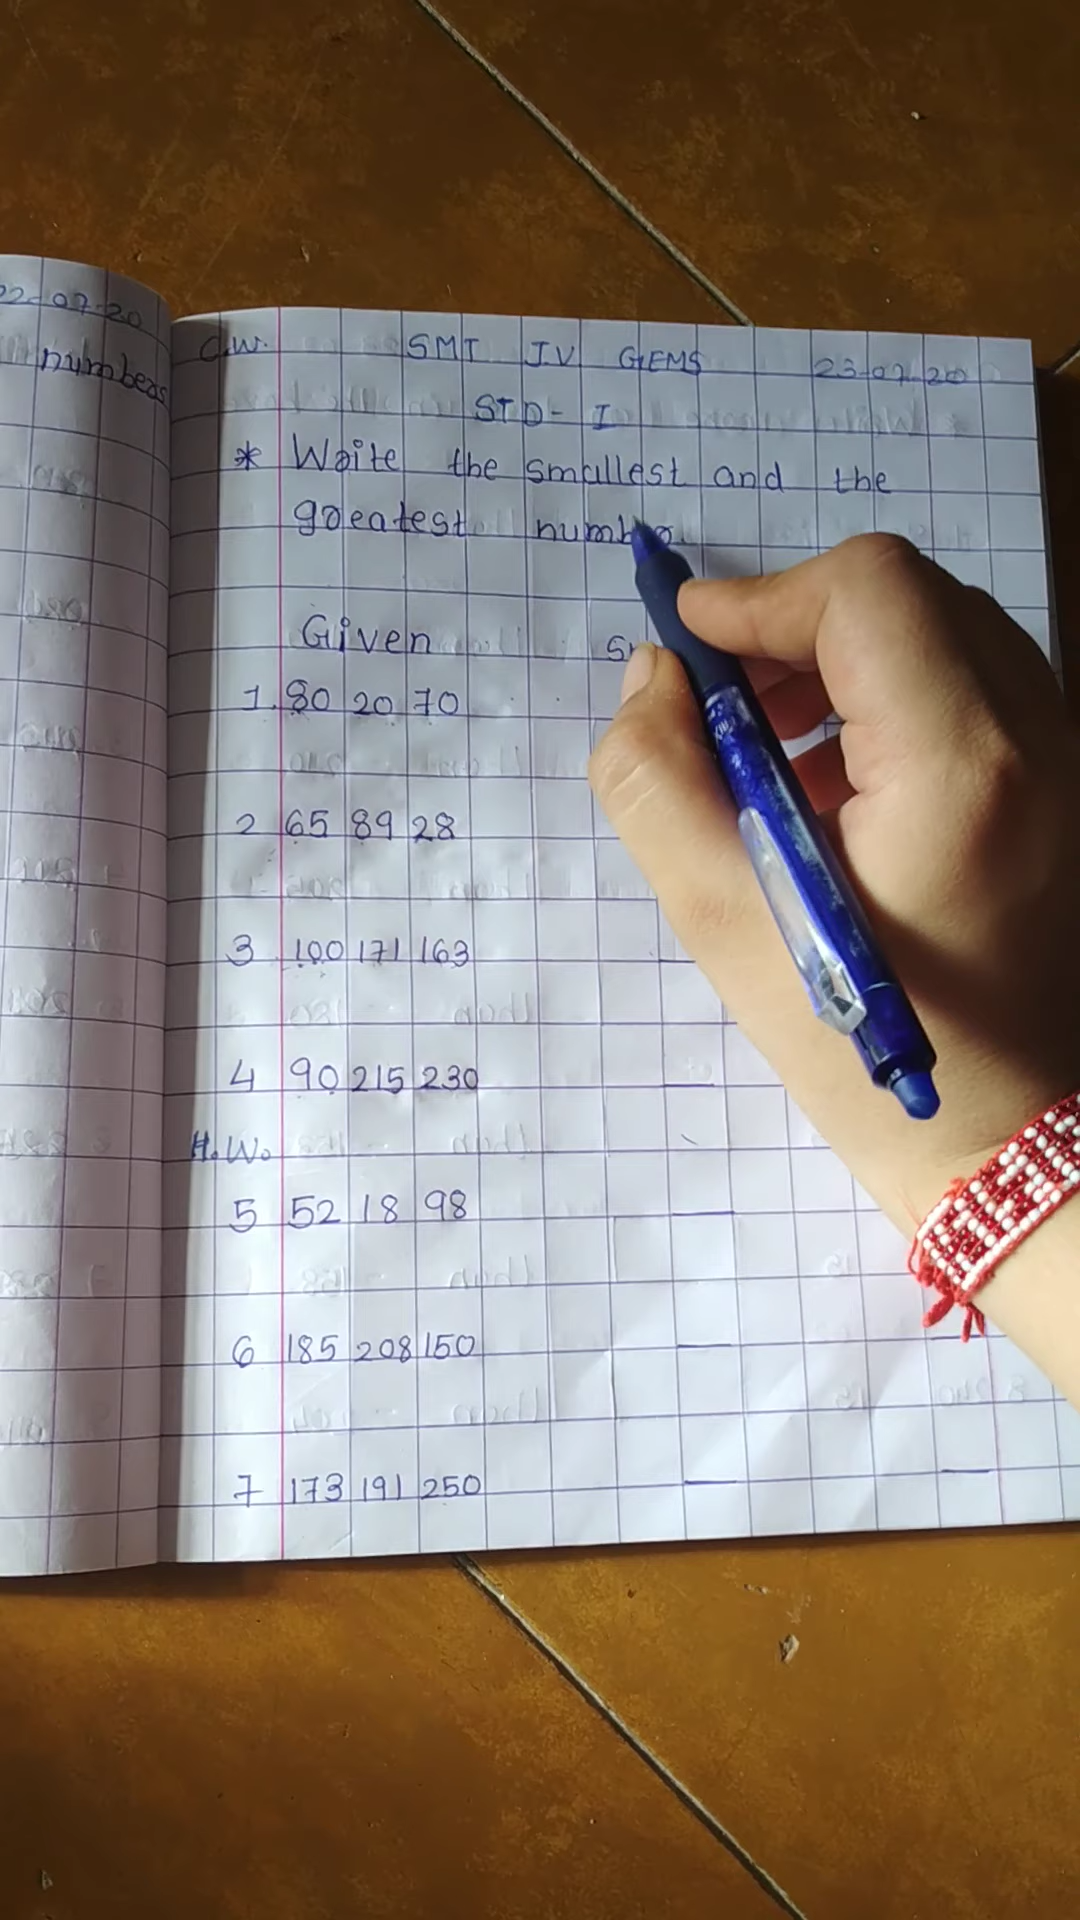 22-07-20
numbers
C.W. SMT J V GEMS 23-07-20
STD- I
* Write the smallest and the
greatest number.
Given
1. 80 20 70
2 65 89 28
3 100 171 163
4 90 215 230
H.W.
5 52 18 98
6 185 208 150
7 173 191 250